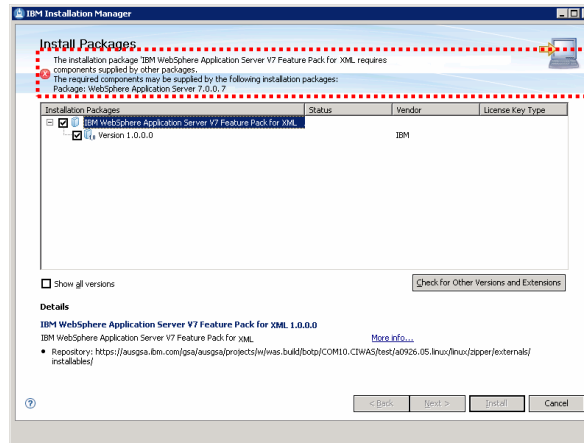 IBM Installation Manager
Install Packages
The installation package 'IBM WebSphere Application Server V7 Feature Pack for XML requires
components supplied by other packages.
The required components may be supplied by the following installation packages:
Package: WebSphere Application Server 7.0.0.7
Installation Packages Status Vendor License Key Type
IBM WebSphere Application Server V7 Feature Pack for XML
Version 1.0.0.0 IBM
Show all versions
Check for Other Versions and Extensions
Details
IBM WebSphere Application Server V7 Feature Pack for XML 1.0.0.0
IBM WebSphere Application Server V7 Feature Pack for XML More info...
• Repository: https://ausgsa.ibm.com/gsa/ausgsa/projects/w/was.build/botp/COM10.CIWAS/test/a0926.05.linux/linux/zipper/externals/
installables/
? < Back Next > Install Cancel